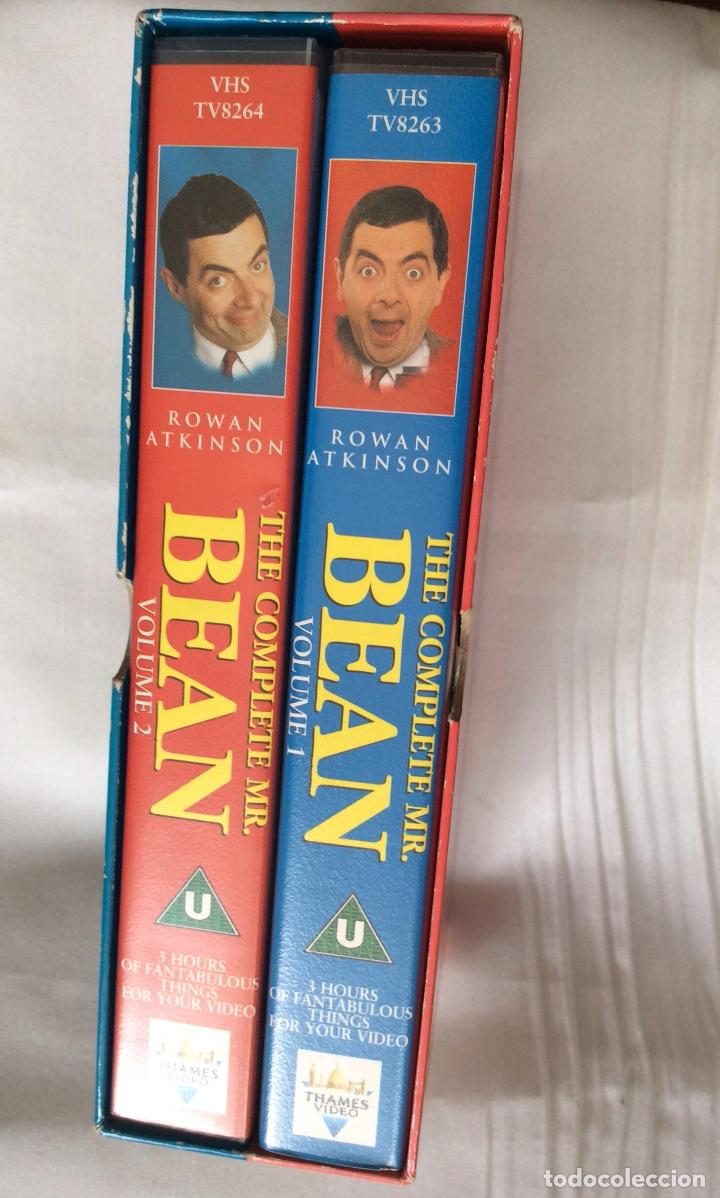 VHS
TV8264
ROWAN
ATKINSON
THE COMPLETE MR.
BEAN
VOLUME 2
U
3 HOURS
OF FANTABULOUS
THINGS
FOR YOUR VIDEO
THAMES
VIDEO
VHS
TV8263
ROWAN
ATKINSON
THE COMPLETE MR.
BEAN
VOLUME 1
U
3 HOURS
OF FANTABULOUS
THINGS
FOR YOUR VIDEO
THAMES
VIDEO
todocoleccion.net